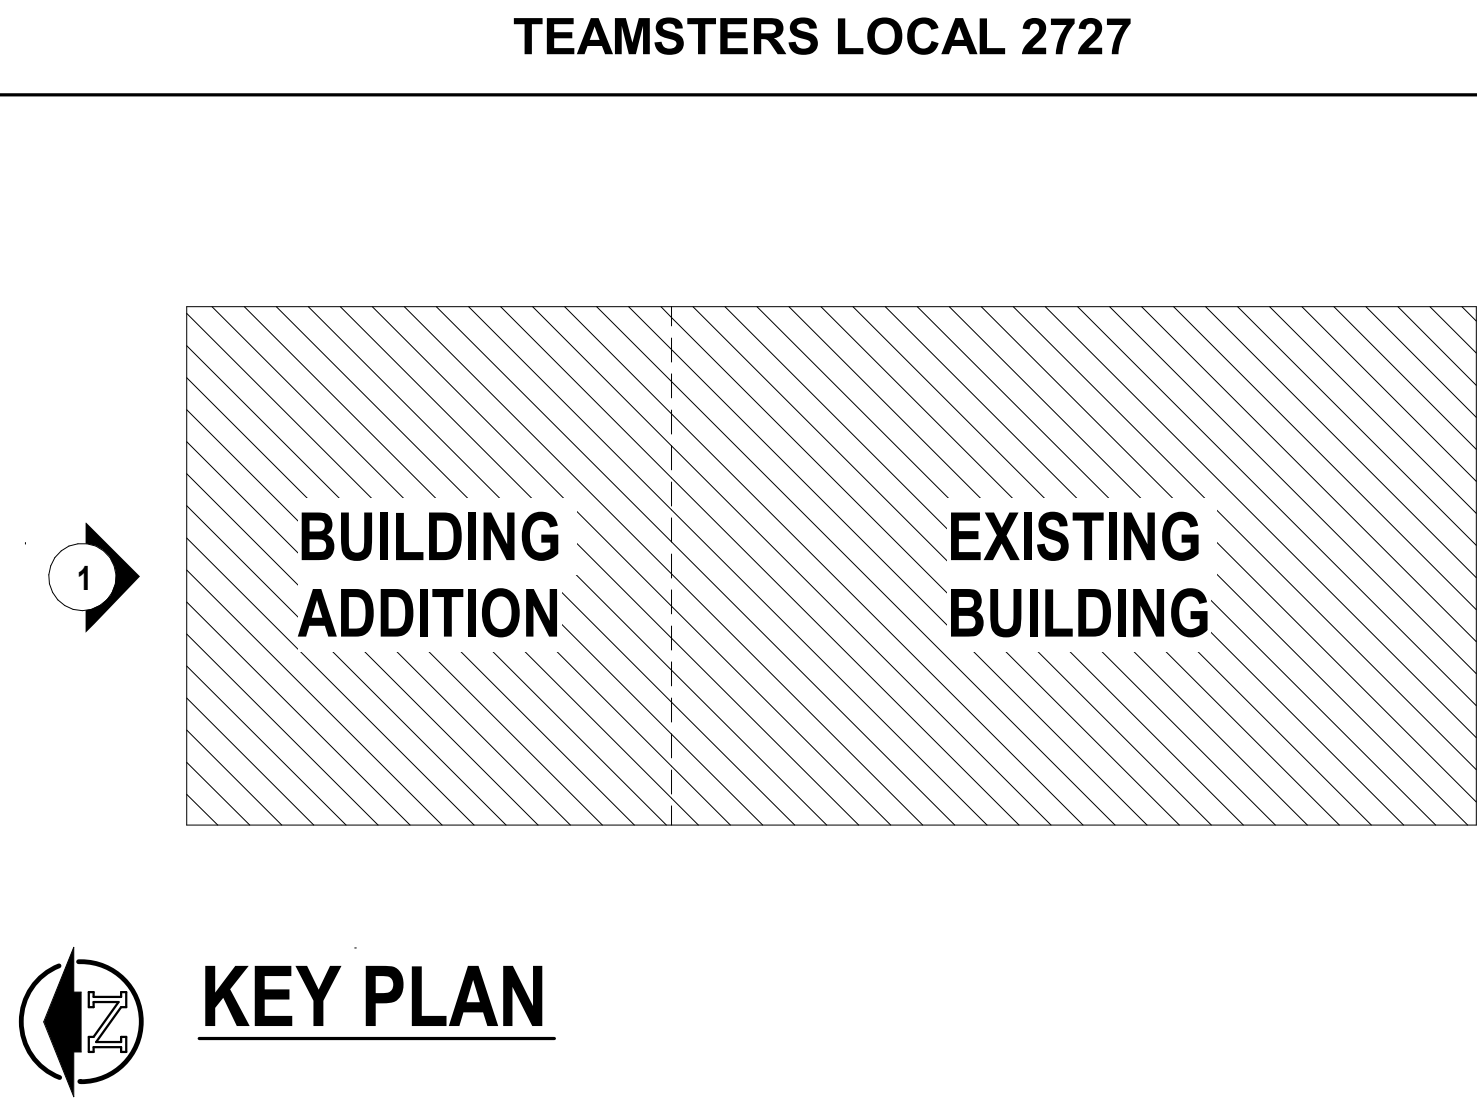 TEAMSTERS LOCAL 2727
BUILDING
ADDITION
EXISTING
BUILDING
1
N
KEY PLAN